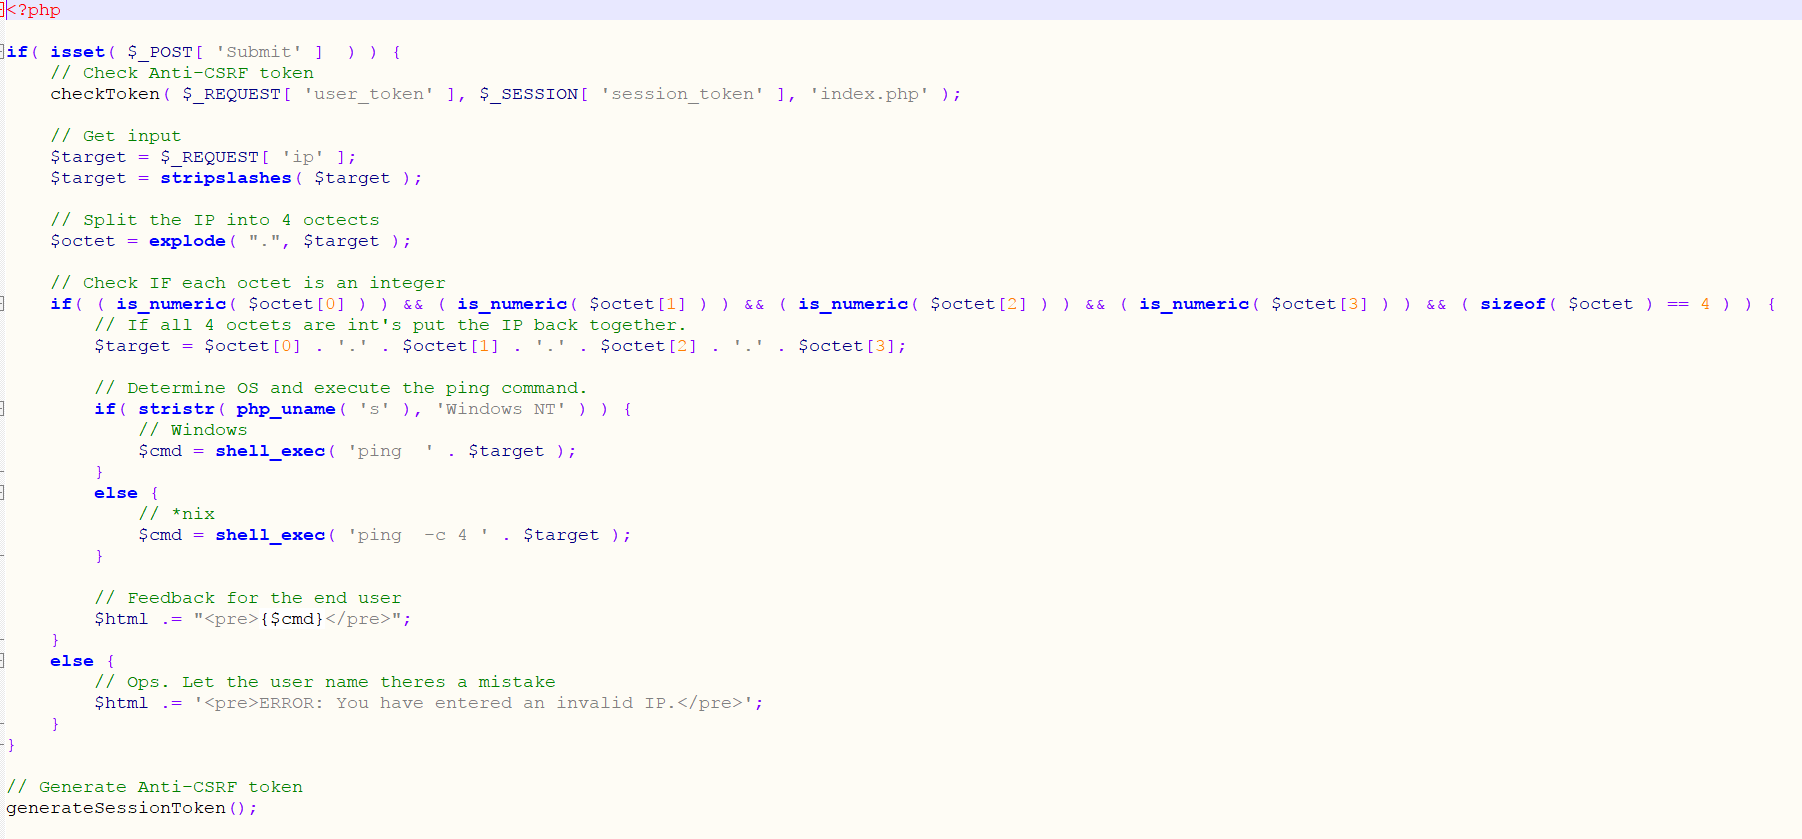 <?php
if( isset( $_POST[ 'Submit' ]  ) ) {
    // Check Anti-CSRF token
    checkToken( $_REQUEST[ 'user_token' ], $_SESSION[ 'session_token' ], 'index.php' );
    // Get input
    $target = $_REQUEST[ 'ip' ];
    $target = stripslashes( $target );
    // Split the IP into 4 octects
    $octet = explode( ".", $target );
    // Check IF each octet is an integer
    if( ( is_numeric( $octet[0] ) ) && ( is_numeric( $octet[1] ) ) && ( is_numeric( $octet[2] ) ) && ( is_numeric( $octet[3] ) ) && ( sizeof( $octet ) == 4 ) ) {
        // If all 4 octets are int's put the IP back together.
        $target = $octet[0] . '.' . $octet[1] . '.' . $octet[2] . '.' . $octet[3];
        // Determine OS and execute the ping command.
        if( stristr( php_uname( 's' ), 'Windows NT' ) ) {
            // Windows
            $cmd = shell_exec( 'ping  ' . $target );
        }
        else {
            // *nix
            $cmd = shell_exec( 'ping  -c 4 ' . $target );
        }
        // Feedback for the end user
        $html .= "<pre>{$cmd}</pre>";
    }
    else {
        // Ops. Let the user name theres a mistake
        $html .= '<pre>ERROR: You have entered an invalid IP.</pre>';
    }
}
// Generate Anti-CSRF token
generateSessionToken();